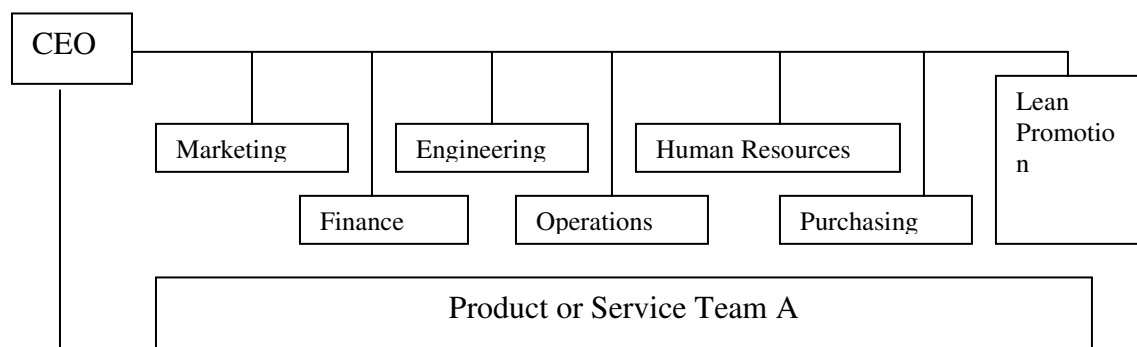 CEO
Marketing
Engineering
Human Resources
Lean
Promotio
n
Finance
Operations
Purchasing
Product or Service Team A